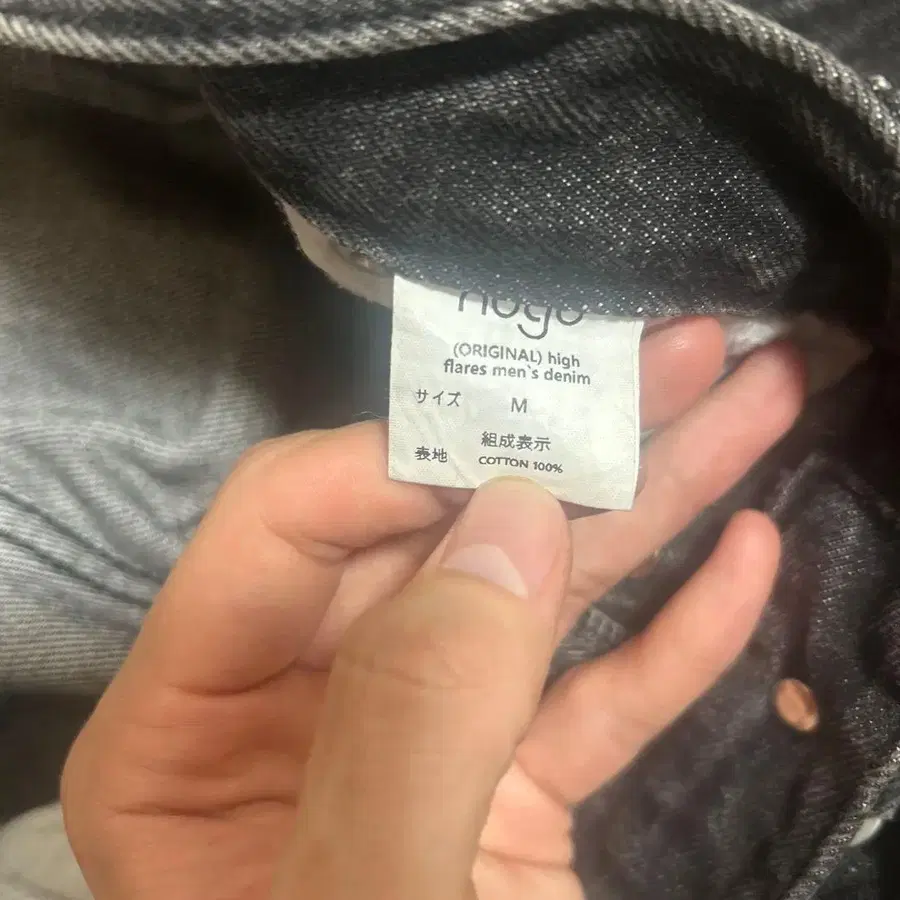 (ORIGINAL) high
flares men`s denim
サイズ M
組成表示
表地 COTTON 100%